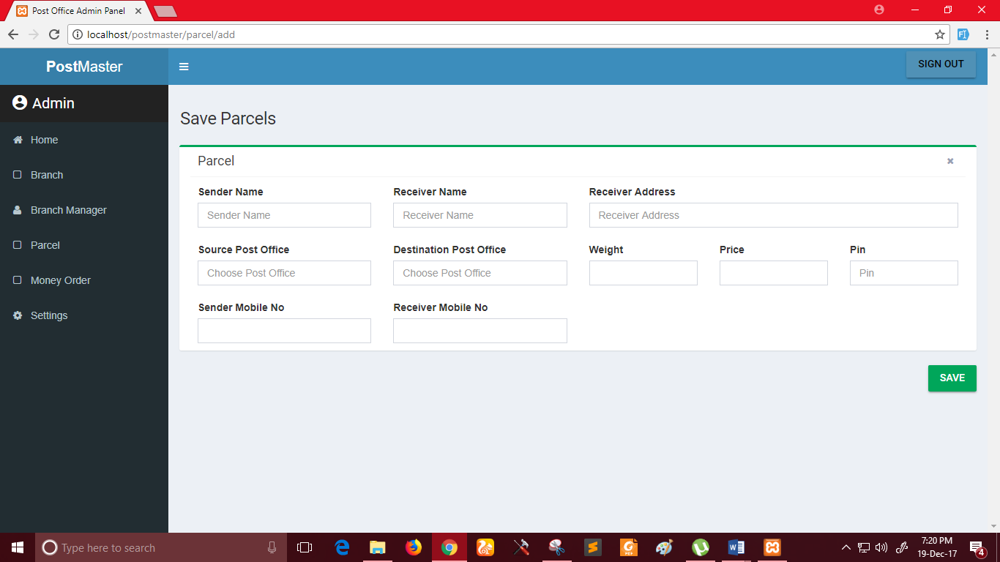 Post Office Admin Panel
localhost/postmaster/parcel/add
PostMaster
SIGN OUT
Admin
Home
Branch
Branch Manager
Parcel
Money Order
Settings
Save Parcels
Parcel
Sender Name Receiver Name Receiver Address
Sender Name Receiver Name Receiver Address
Source Post Office Destination Post Office Weight Price Pin
Choose Post Office Choose Post Office Pin
Sender Mobile No Receiver Mobile No
SAVE
Type here to search
PDF
7:20 PM
19-Dec-17
4